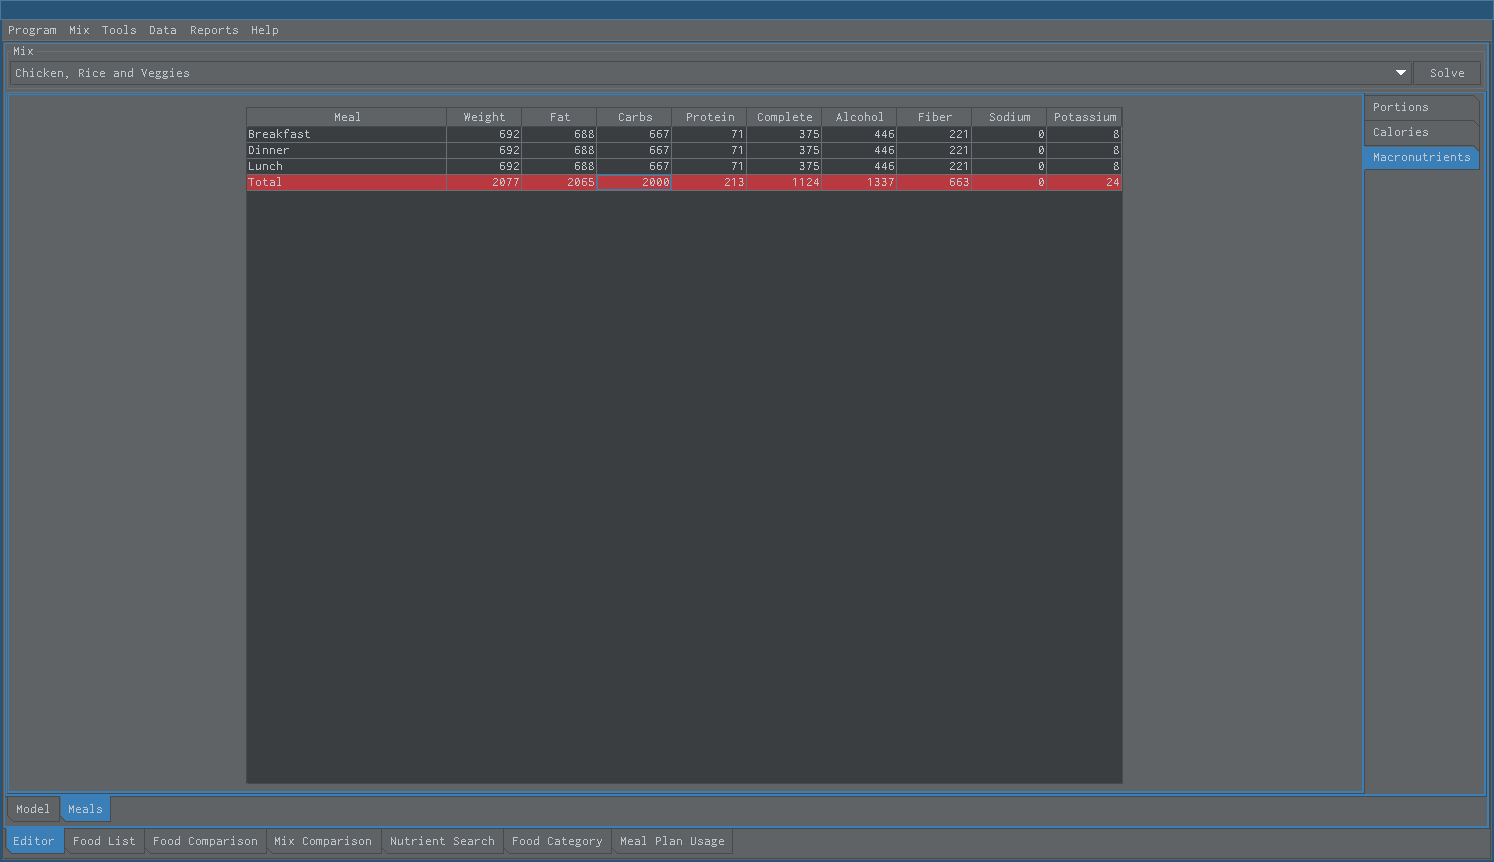 Program Mix Tools Data Reports Help
Mix
Chicken, Rice and Veggies Solve
Portions
Calories
Macronutrients
Meal Weight Fat Carbs Protein Complete Alcohol Fiber Sodium Potassium
Breakfast 692 688 667 71 375 446 221 0 8
Dinner 692 688 667 71 375 446 221 0 8
Lunch 692 688 667 71 375 446 221 0 8
Total 2077 2065 2000 213 1124 1337 663 0 24
Model Meals
Editor Food List Food Comparison Mix Comparison Nutrient Search Food Category Meal Plan Usage